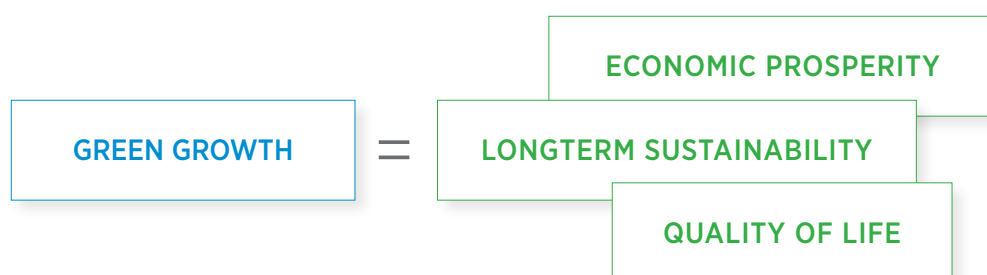 ECONOMIC PROSPERITY
GREEN GROWTH = LONGTERM SUSTAINABILITY
QUALITY OF LIFE